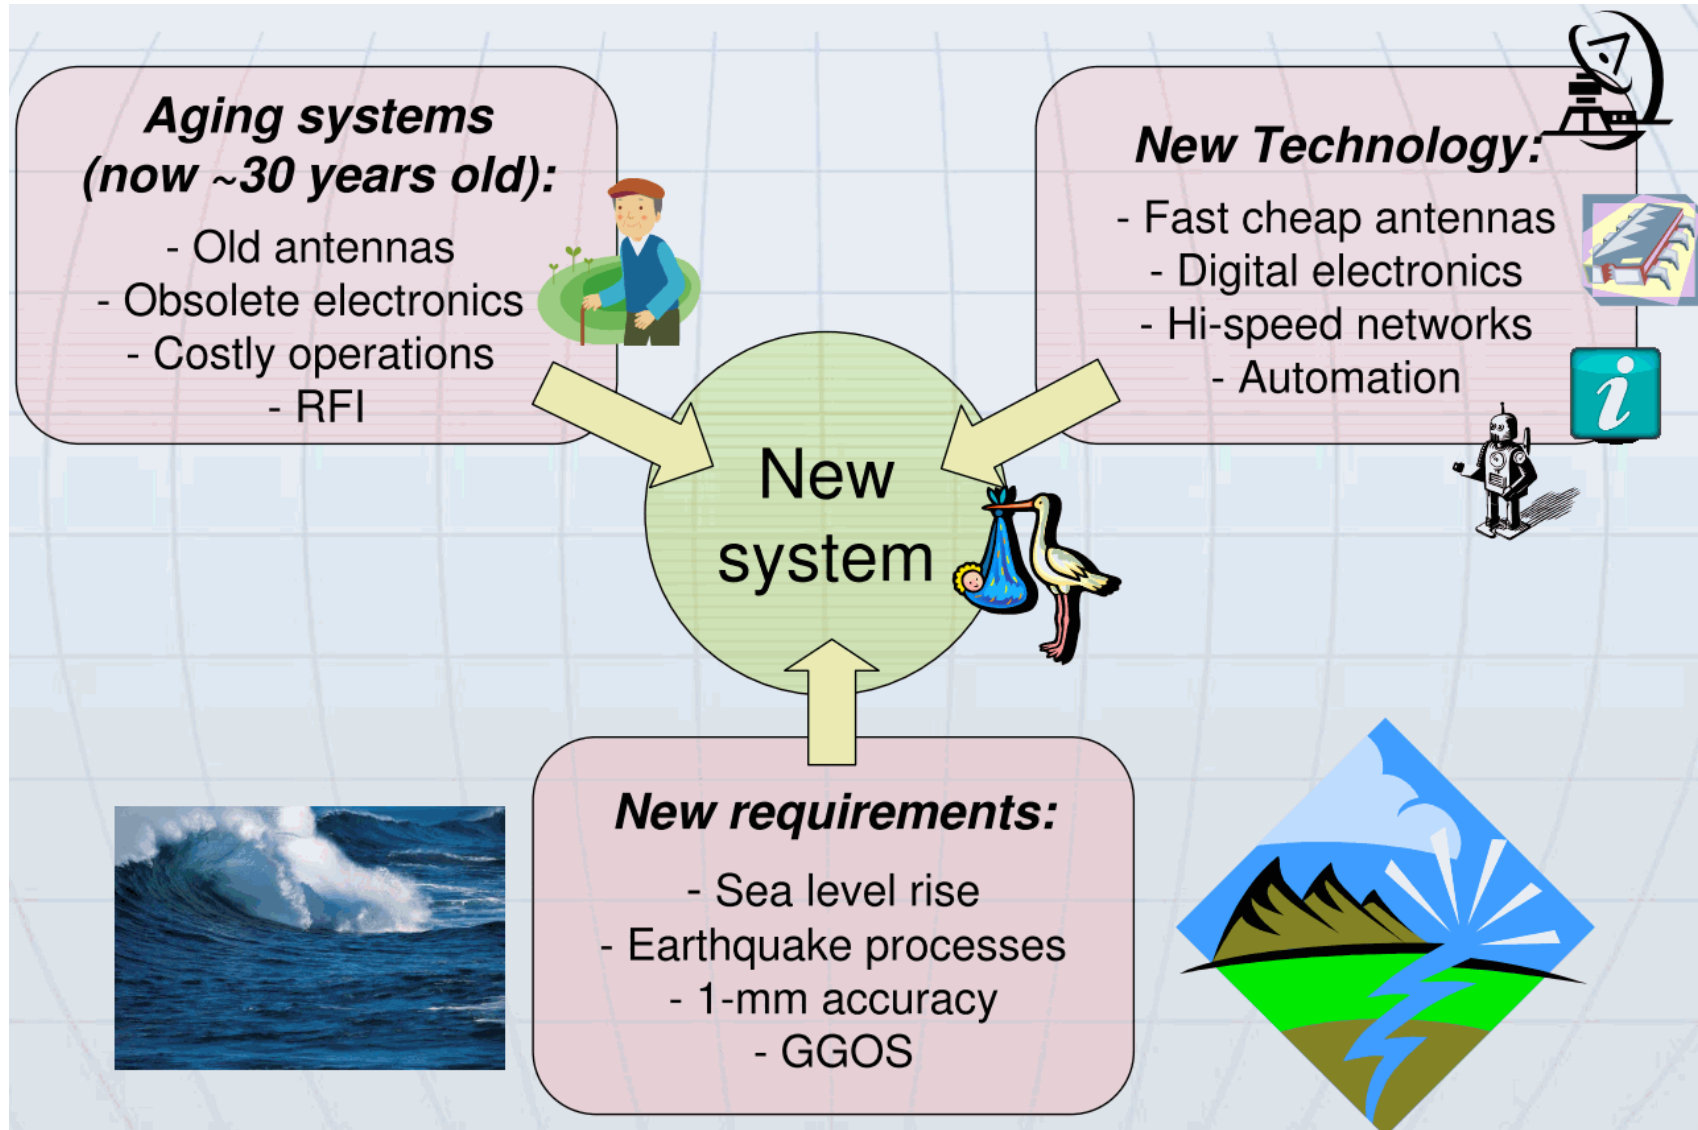 Aging systems
(now ~30 years old):
- Old antennas
- Obsolete electronics
- Costly operations
- RFI
New Technology:
- Fast cheap antennas
- Digital electronics
- Hi-speed networks
- Automation
i
New
system
New requirements:
- Sea level rise
- Earthquake processes
- 1-mm accuracy
- GGOS